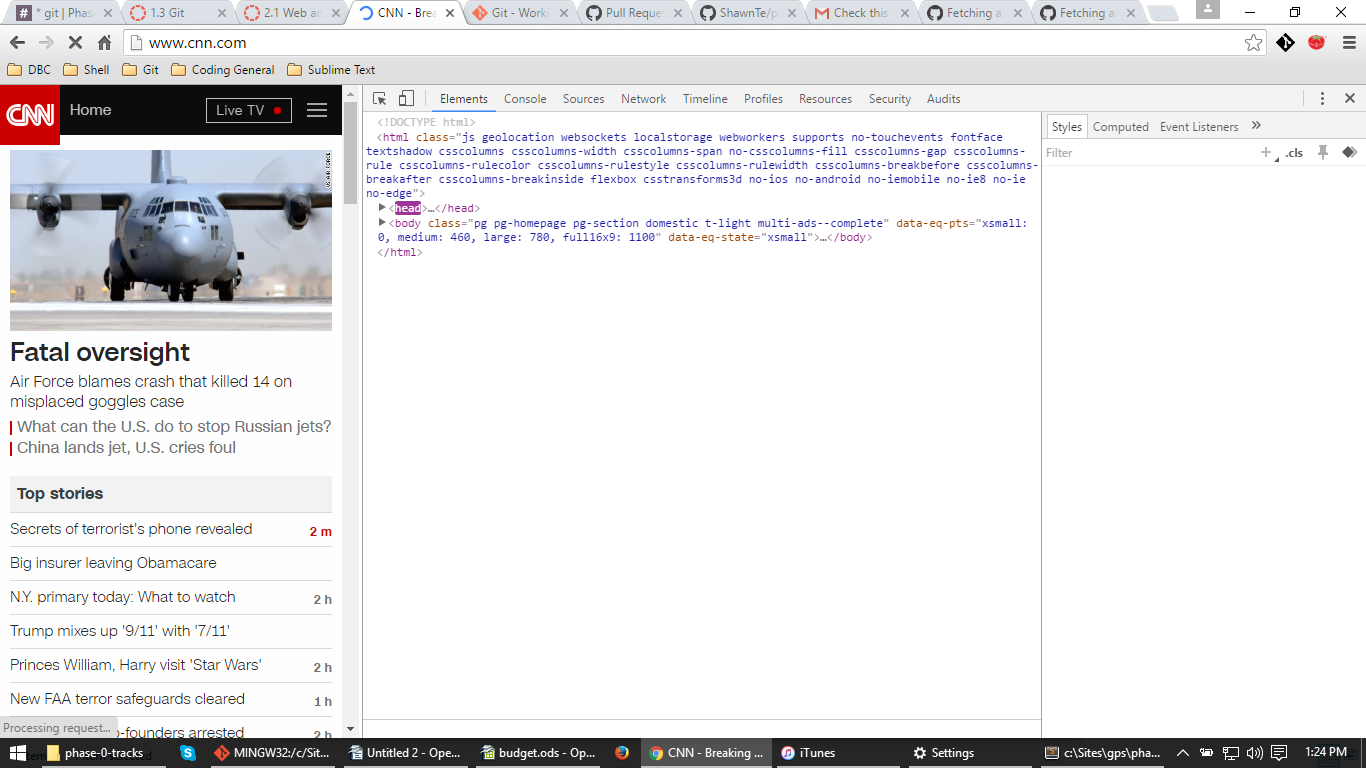 * git | Phas
1.3 Git
2.1 Web an
CNN - Brea
Git - Worki
Pull Reque
ShawnTe/p
Check this
Fetching a
Fetching a
www.cnn.com
DBC
Shell
Git
Coding General
Sublime Text
CNN
Home
Live TV
US AIR FORCE
Fatal oversight
Air Force blames crash that killed 14 on
misplaced goggles case
What can the U.S. do to stop Russian jets?
China lands jet, U.S. cries foul
Top stories
Secrets of terrorist's phone revealed 2 m
Big insurer leaving Obamacare
N.Y. primary today: What to watch 2 h
Trump mixes up '9/11' with '7/11'
Princes William, Harry visit 'Star Wars' 2 h
New FAA terror safeguards cleared 1 h
o-founders arrested 2 h
Processing request...
Elements Console Sources Network Timeline Profiles Resources Security Audits
<!DOCTYPE html>
<html class="js geolocation websockets localstorage webworkers supports no-touchevents fontface
textshadow csscolumns csscolumns-width csscolumns-span no-csscolumns-fill csscolumns-gap csscolumns-
rule csscolumns-rulecolor csscolumns-rulestyle csscolumns-rulewidth csscolumns-breakbefore csscolumns-
breakafter csscolumns-breakinside flexbox csstransforms3d no-ios no-android no-iemobile no-ie8 no-ie
no-edge">
<head>…</head>
<body class="pg pg-homepage pg-section domestic t-light multi-ads--complete" data-eq-pts="xsmall:
0, medium: 460, large: 780, full16x9: 1100" data-eq-state="xsmall">…</body>
</html>
Styles Computed Event Listeners »
Filter + .cls
phase-0-tracks
MINGW32:/c/Sit...
Untitled 2 - Ope...
budget.ods - Op...
CNN - Breaking ...
iTunes
Settings
c:\Sites\gps\pha...
1:24 PM